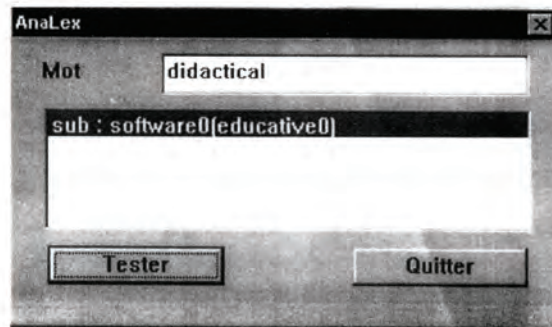 AnaLex
Mot didactical
sub : software0(educative0)
Tester Quitter